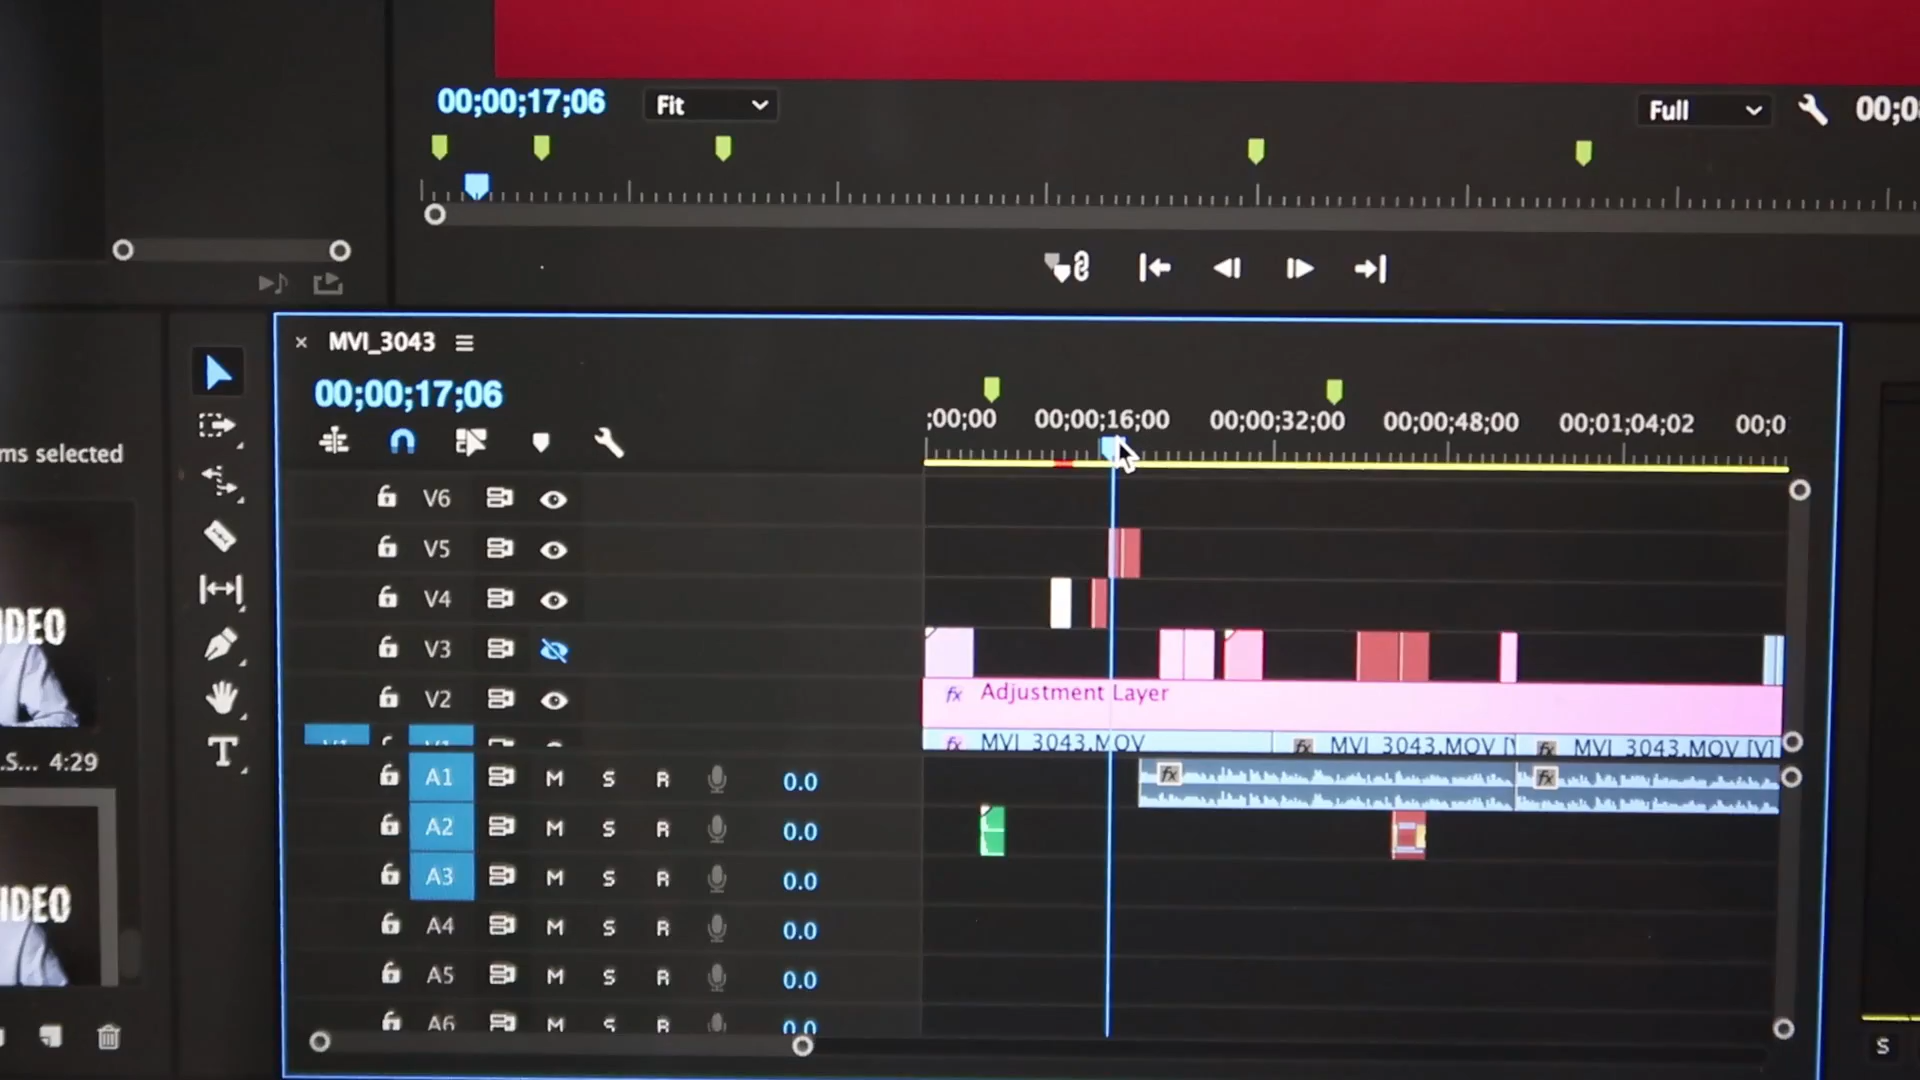 00;00;17;06 Fit Full 00;0
MVI_3043
00;00;17;06
;00;00 00;00;16;00 00;00;32;00 00;00;48;00 00;01;04;02 00;0
ms selected
V6
V5
V4
V3
V2 fx Adjustment Layer
V1 V1 fx MVI_3043.MOV fx MVI_3043.MOV [V fx MVI_3043.MOV [V]
A1 M S R 0.0 fx fx
A2 M S R 0.0
A3 M S R 0.0
A4 M S R 0.0
A5 M S R 0.0
A6 M S R 0.0
IDEO
.S... 4:29
IDEO
T
S